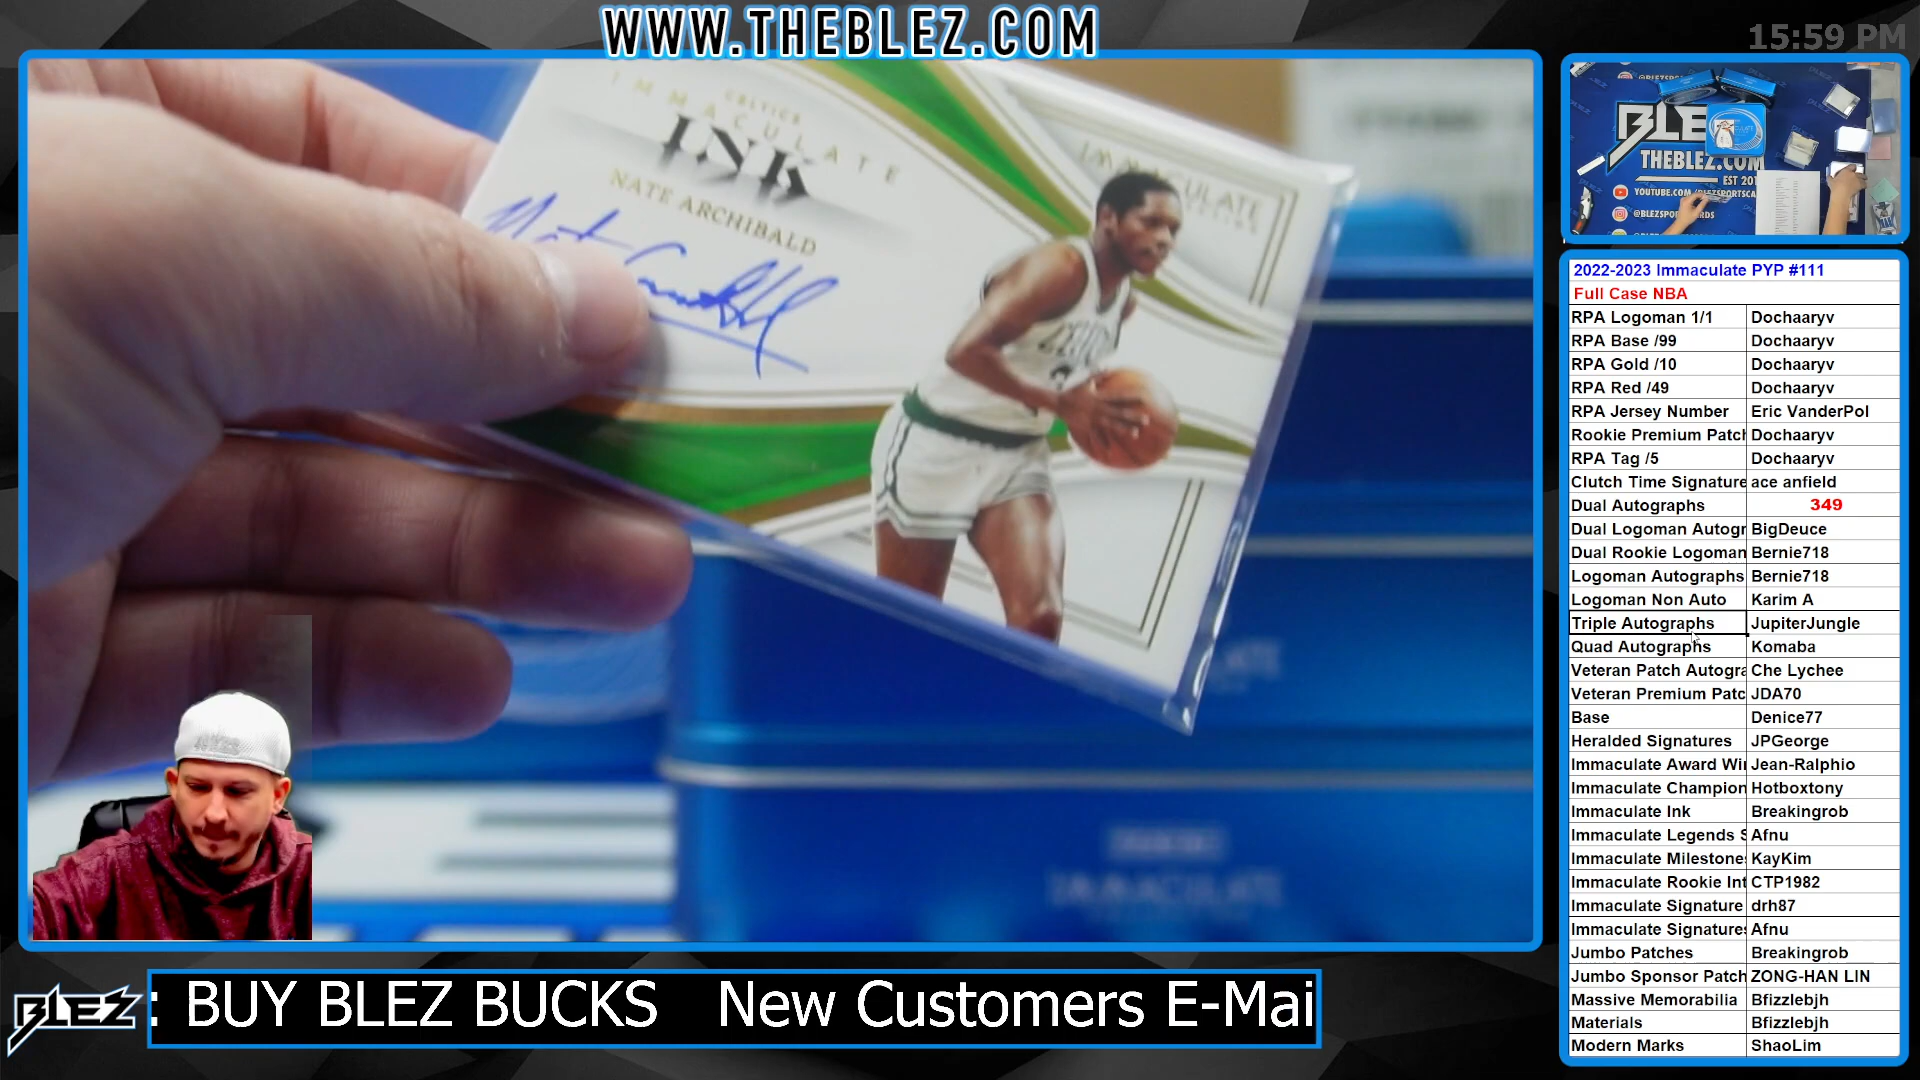 WWW.THEBLEZ.COM
15:59 PM
CELTICS
IMMACULATE
INK
NATE ARCHIBALD
IMMACULATE
BLE
THEBLEZ.COM
YOUTUBE.COM
2022-2023 Immaculate PYP #111
Full Case NBA
RPA Logoman 1/1 Dochaaryv
RPA Base /99 Dochaaryv
RPA Gold /10 Dochaaryv
RPA Red /49 Dochaaryv
RPA Jersey Number Eric VanderPol
Rookie Premium Patch Dochaaryv
RPA Tag /5 Dochaaryv
Clutch Time Signature ace anfield
Dual Autographs 349
Dual Logoman Autogr BigDeuce
Dual Rookie Logoman Bernie718
Logoman Autographs Bernie718
Logoman Non Auto Karim A
Triple Autographs JupiterJungle
Quad Autographs Komaba
Veteran Patch Autogra Che Lychee
Veteran Premium Patc JDA70
Base Denice77
Heralded Signatures JPGeorge
Immaculate Award Wi Jean-Ralphio
Immaculate Champion Hotboxtony
Immaculate Ink Breakingrob
Immaculate Legends S Afnu
Immaculate Milestone KayKim
Immaculate Rookie Int CTP1982
Immaculate Signature drh87
Immaculate Signatures Afnu
Jumbo Patches Breakingrob
Jumbo Sponsor Patch ZONG-HAN LIN
Massive Memorabilia Bfizzlebjh
Materials Bfizzlebjh
Modern Marks ShaoLim
IMMACULATE
BLEZ : BUY BLEZ BUCKS New Customers E-Mai